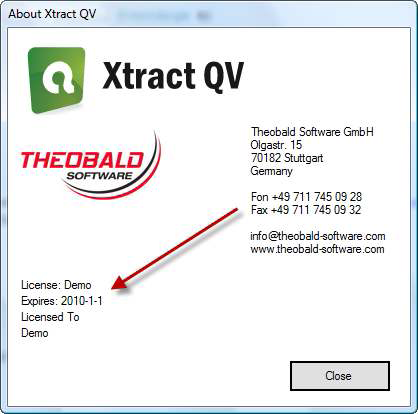 About Xtract QV
Xtract QV
THEOBALD
SOFTWARE
Theobald Software GmbH
Olgastr. 15
70182 Stuttgart
Germany
Fon +49 711 745 09 28
Fax +49 711 745 09 32
info@theobald-software.com
www.theobald-software.com
License: Demo
Expires: 2010-1-1
Licensed To
Demo
Close